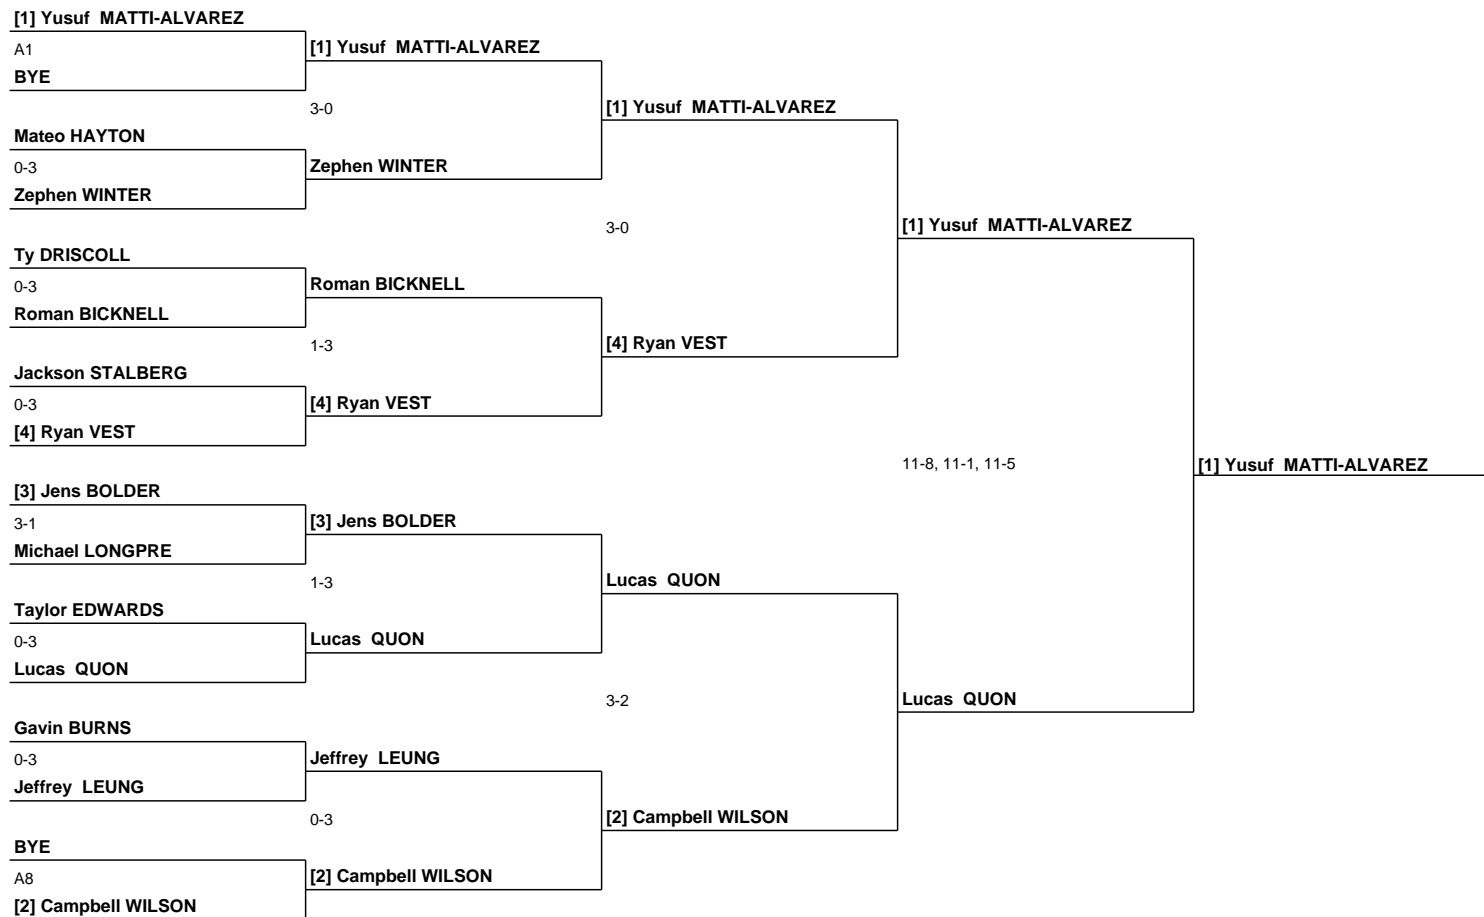 [1] Yusuf  MATTI-ALVAREZ
A1
BYE
Mateo HAYTON
0-3
Zephen WINTER
Ty DRISCOLL
0-3
Roman BICKNELL
Jackson STALBERG
0-3
[4] Ryan VEST
[3] Jens BOLDER
3-1
Michael LONGPRE
Taylor EDWARDS
0-3
Lucas  QUON
Gavin BURNS
0-3
Jeffrey  LEUNG
BYE
A8
[2] Campbell WILSON
[1] Yusuf  MATTI-ALVAREZ
3-0
Zephen WINTER
Roman BICKNELL
1-3
[4] Ryan VEST
[3] Jens BOLDER
1-3
Lucas  QUON
Jeffrey  LEUNG
0-3
[2] Campbell WILSON
[1] Yusuf  MATTI-ALVAREZ
3-0
[4] Ryan VEST
Lucas  QUON
3-2
[2] Campbell WILSON
[1] Yusuf  MATTI-ALVAREZ
11-8, 11-1, 11-5
Lucas  QUON
[1] Yusuf  MATTI-ALVAREZ